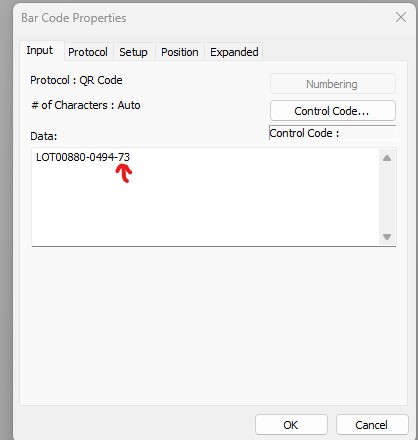 Bar Code Properties
Input Protocol Setup Position Expanded
Protocol : QR Code
Numbering
# of Characters : Auto
Control Code...
Control Code :
Data:
LOT00880-0494-73
OK Cancel